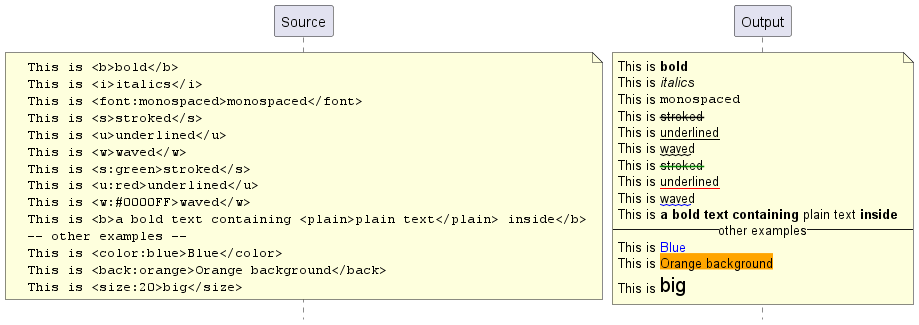 Source
This is <b>bold</b>
This is <i>italics</i>
This is <font:monospaced>monospaced</font>
This is <s>stroked</s>
This is <u>underlined</u>
This is <w>waved</w>
This is <s:green>stroked</s>
This is <u:red>underlined</u>
This is <w:#0000FF>waved</w>
This is <b>a bold text containing <plain>plain text</plain> inside</b>
-- other examples --
This is <color:blue>Blue</color>
This is <back:orange>Orange background</back>
This is <size:20>big</size>
Output
This is bold
This is italics
This is monospaced
This is stroked
This is underlined
This is waved
This is stroked
This is underlined
This is waved
This is a bold text containing plain text inside
other examples
This is Blue
This is Orange background
This is big